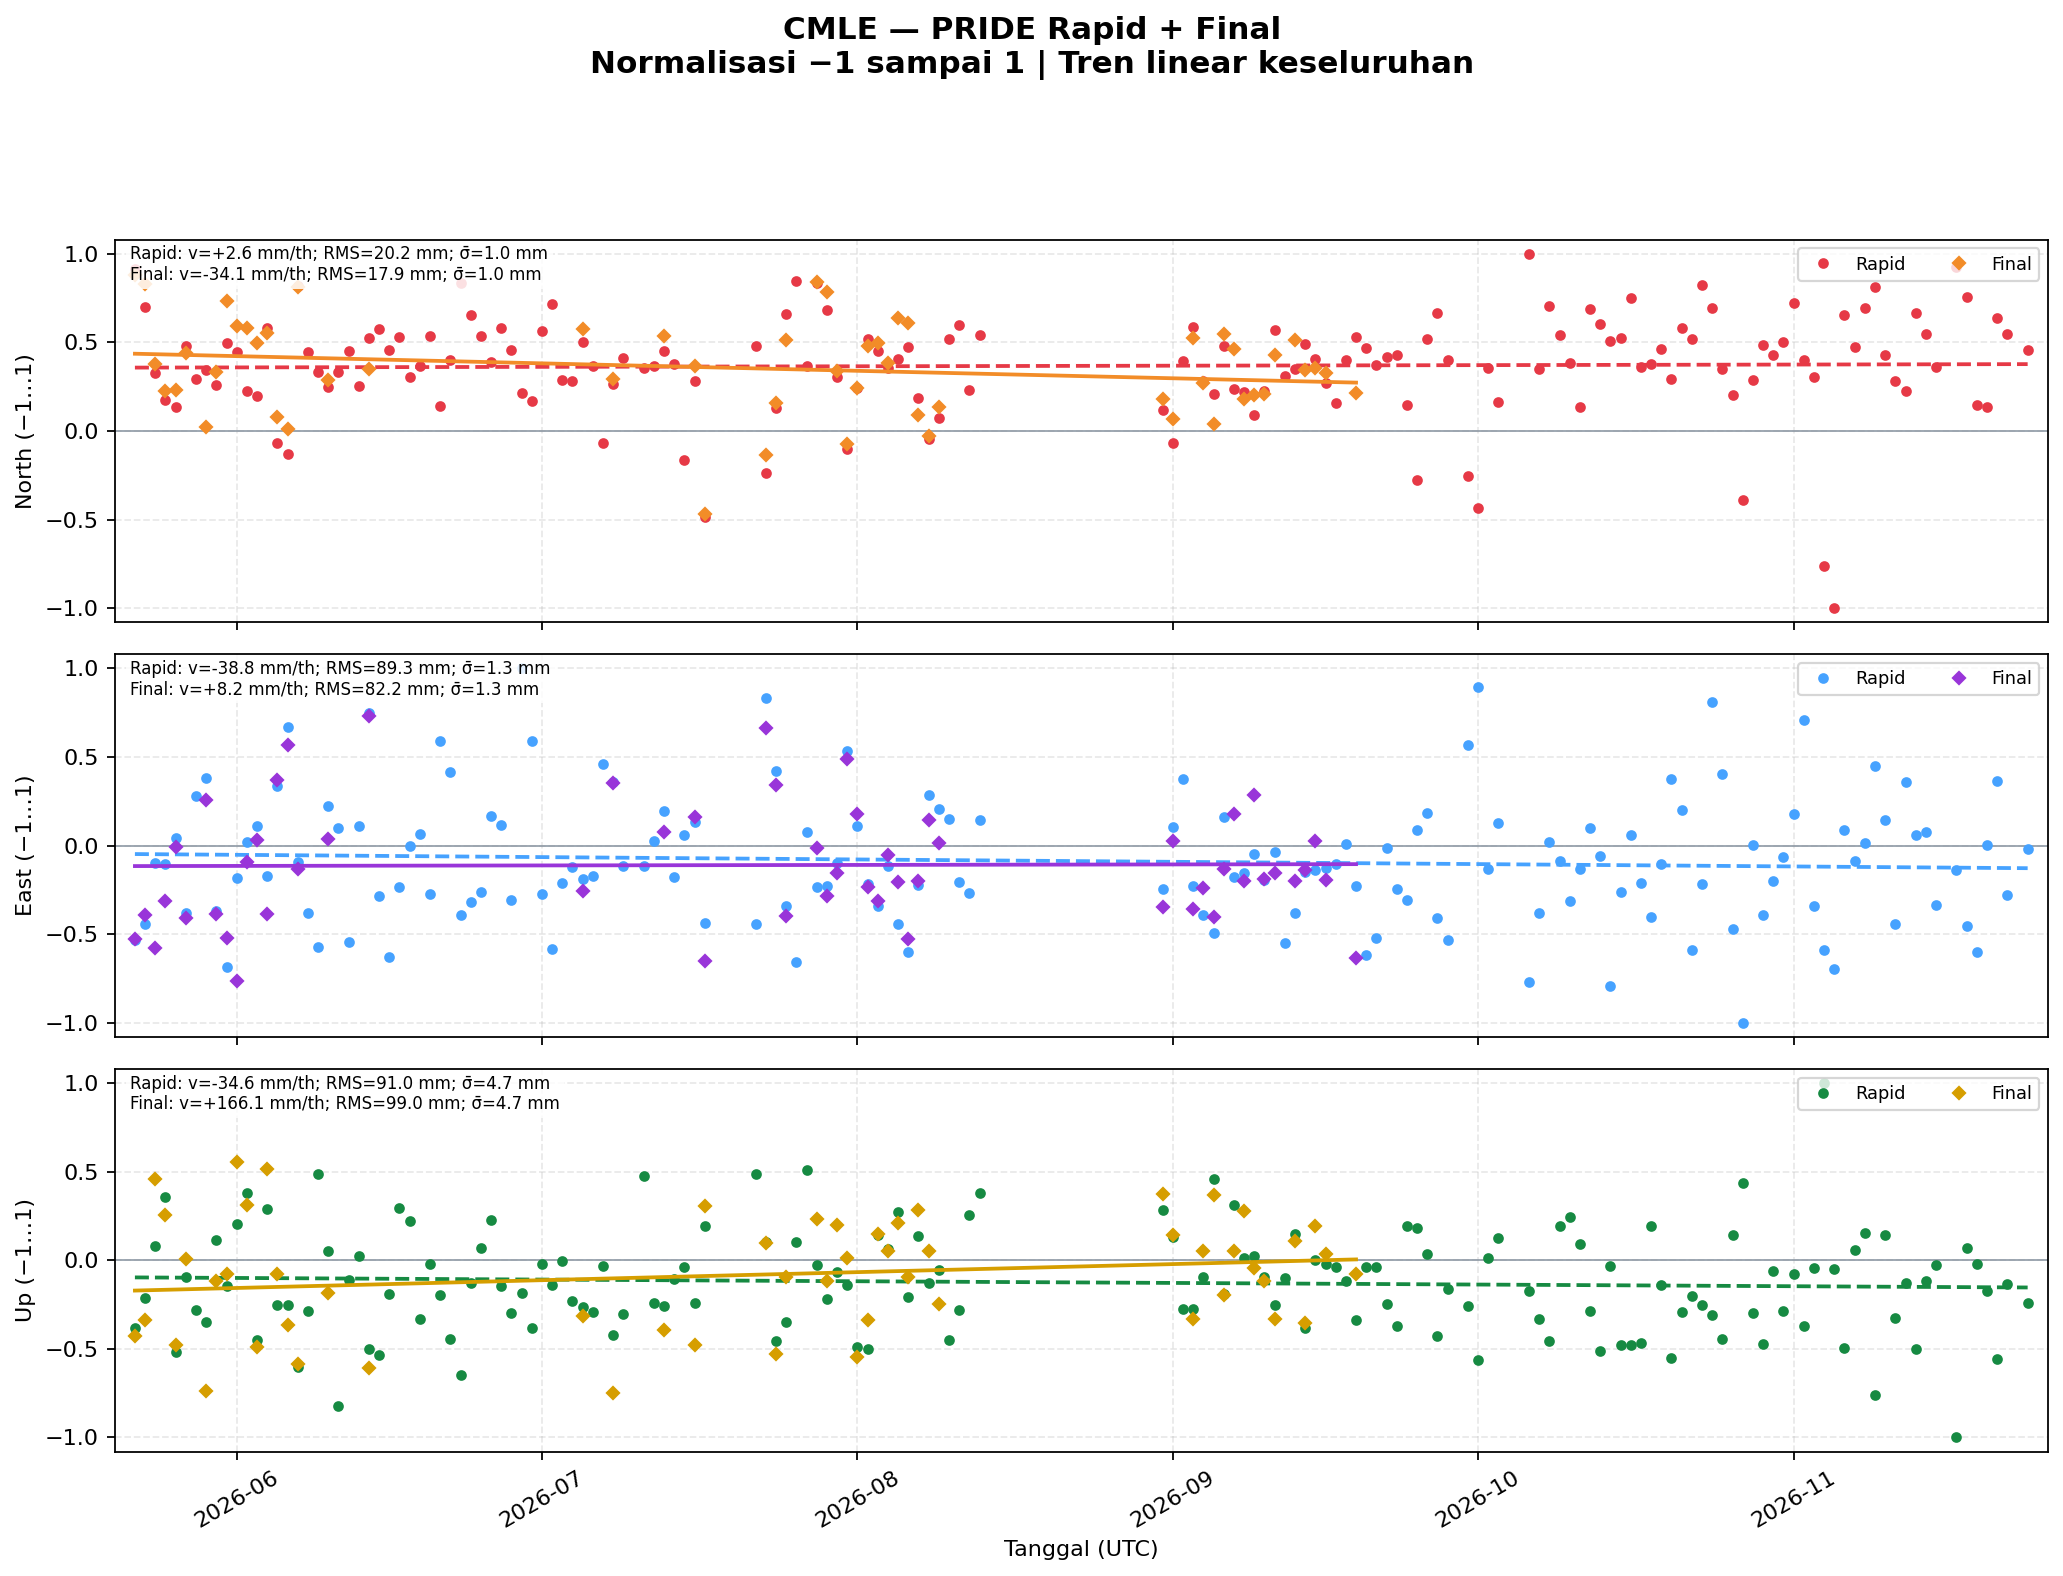 CMLE — PRIDE Rapid + Final
Normalisasi −1 sampai 1 | Tren linear keseluruhan
Rapid: v=+2.6 mm/th; RMS=20.2 mm; σ̄=1.0 mm
Final: v=-34.1 mm/th; RMS=17.9 mm; σ̄=1.0 mm
Rapid Final
1.0
0.5
0.0
−0.5
−1.0
North (−1...1)
Rapid: v=-38.8 mm/th; RMS=89.3 mm; σ̄=1.3 mm
Final: v=+8.2 mm/th; RMS=82.2 mm; σ̄=1.3 mm
Rapid Final
1.0
0.5
0.0
−0.5
−1.0
East (−1...1)
Rapid: v=-34.6 mm/th; RMS=91.0 mm; σ̄=4.7 mm
Final: v=+166.1 mm/th; RMS=99.0 mm; σ̄=4.7 mm
Rapid Final
1.0
0.5
0.0
−0.5
−1.0
Up (−1...1)
2026-06 2026-07 2026-08 2026-09 2026-10 2026-11
Tanggal (UTC)